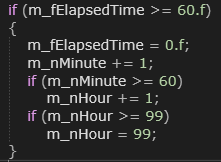 if (m_fElapsedTime >= 60.f)
{
m_fElapsedTime = 0.f;
m_nMinute += 1;
if (m_nMinute >= 60)
m_nHour += 1;
if (m_nHour >= 99)
m_nHour = 99;
}